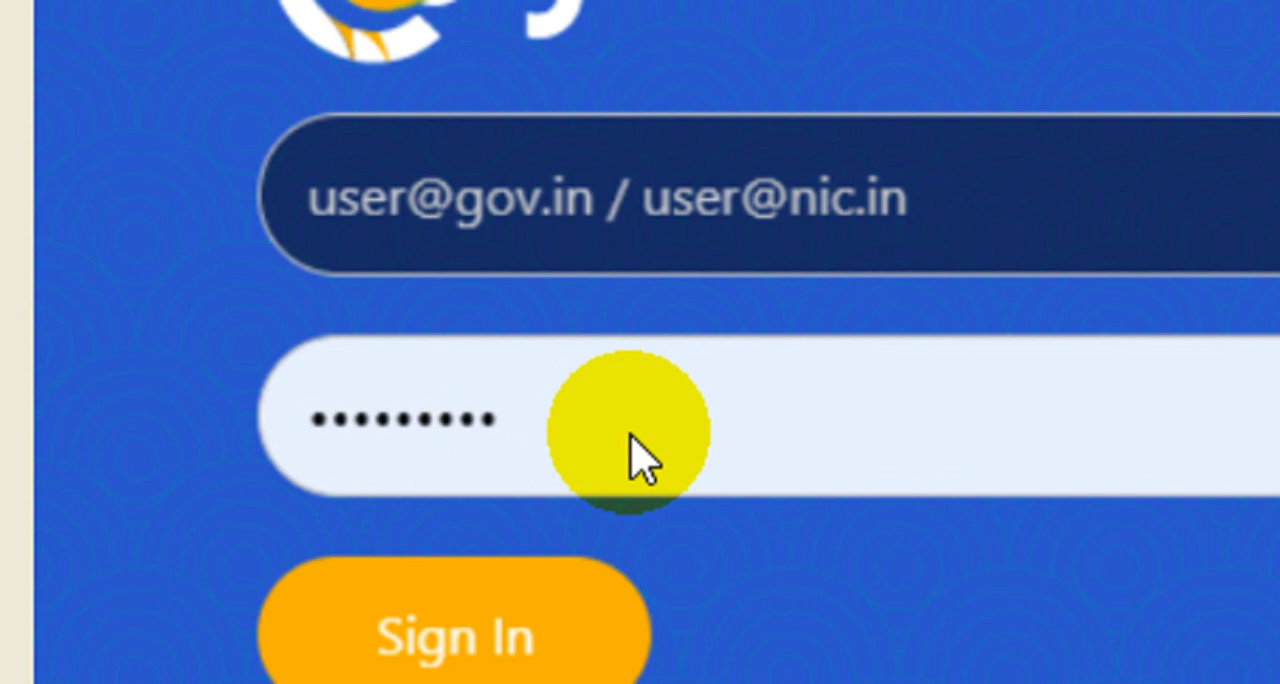 user@gov.in / user@nic.in
•••••••••
Sign In